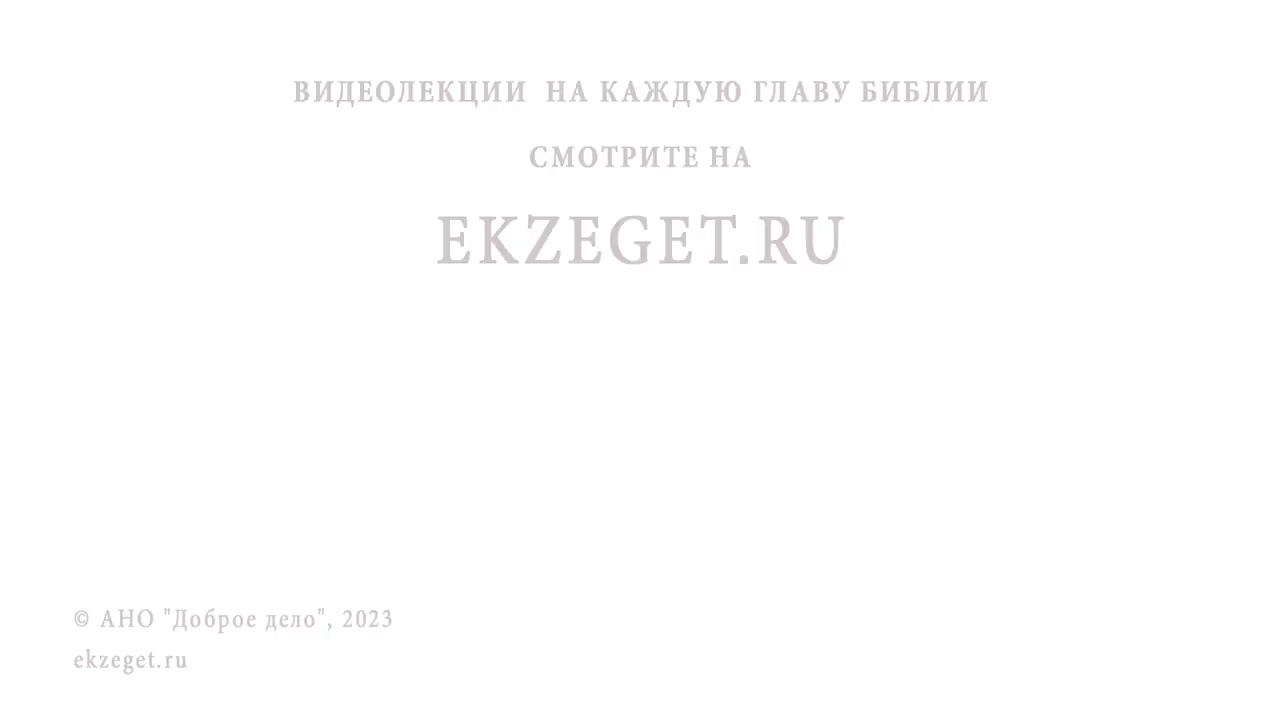 ВИДЕОЛЕКЦИИ НА КАЖДУЮ ГЛАВУ БИБЛИИ
СМОТРИТЕ НА
EKZEGET.RU
© АНО "Доброе дело", 2023
ekzeget.ru